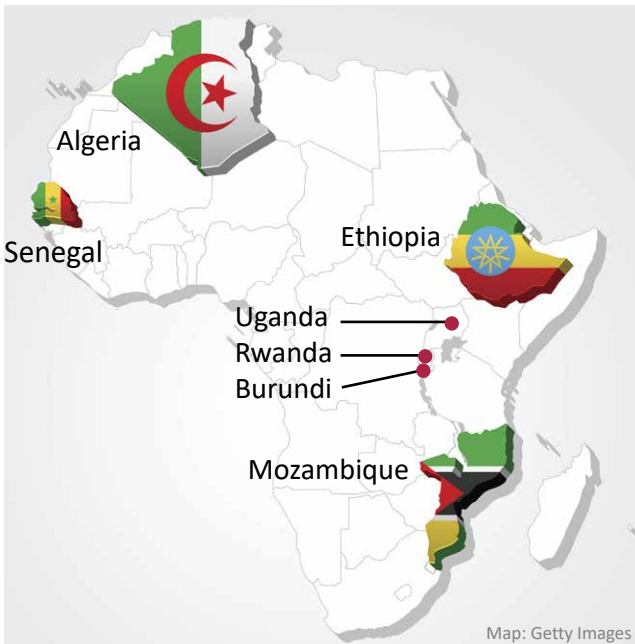 Algeria
Senegal
Ethiopia
Uganda
Rwanda
Burundi
Mozambique
Map: Getty Images